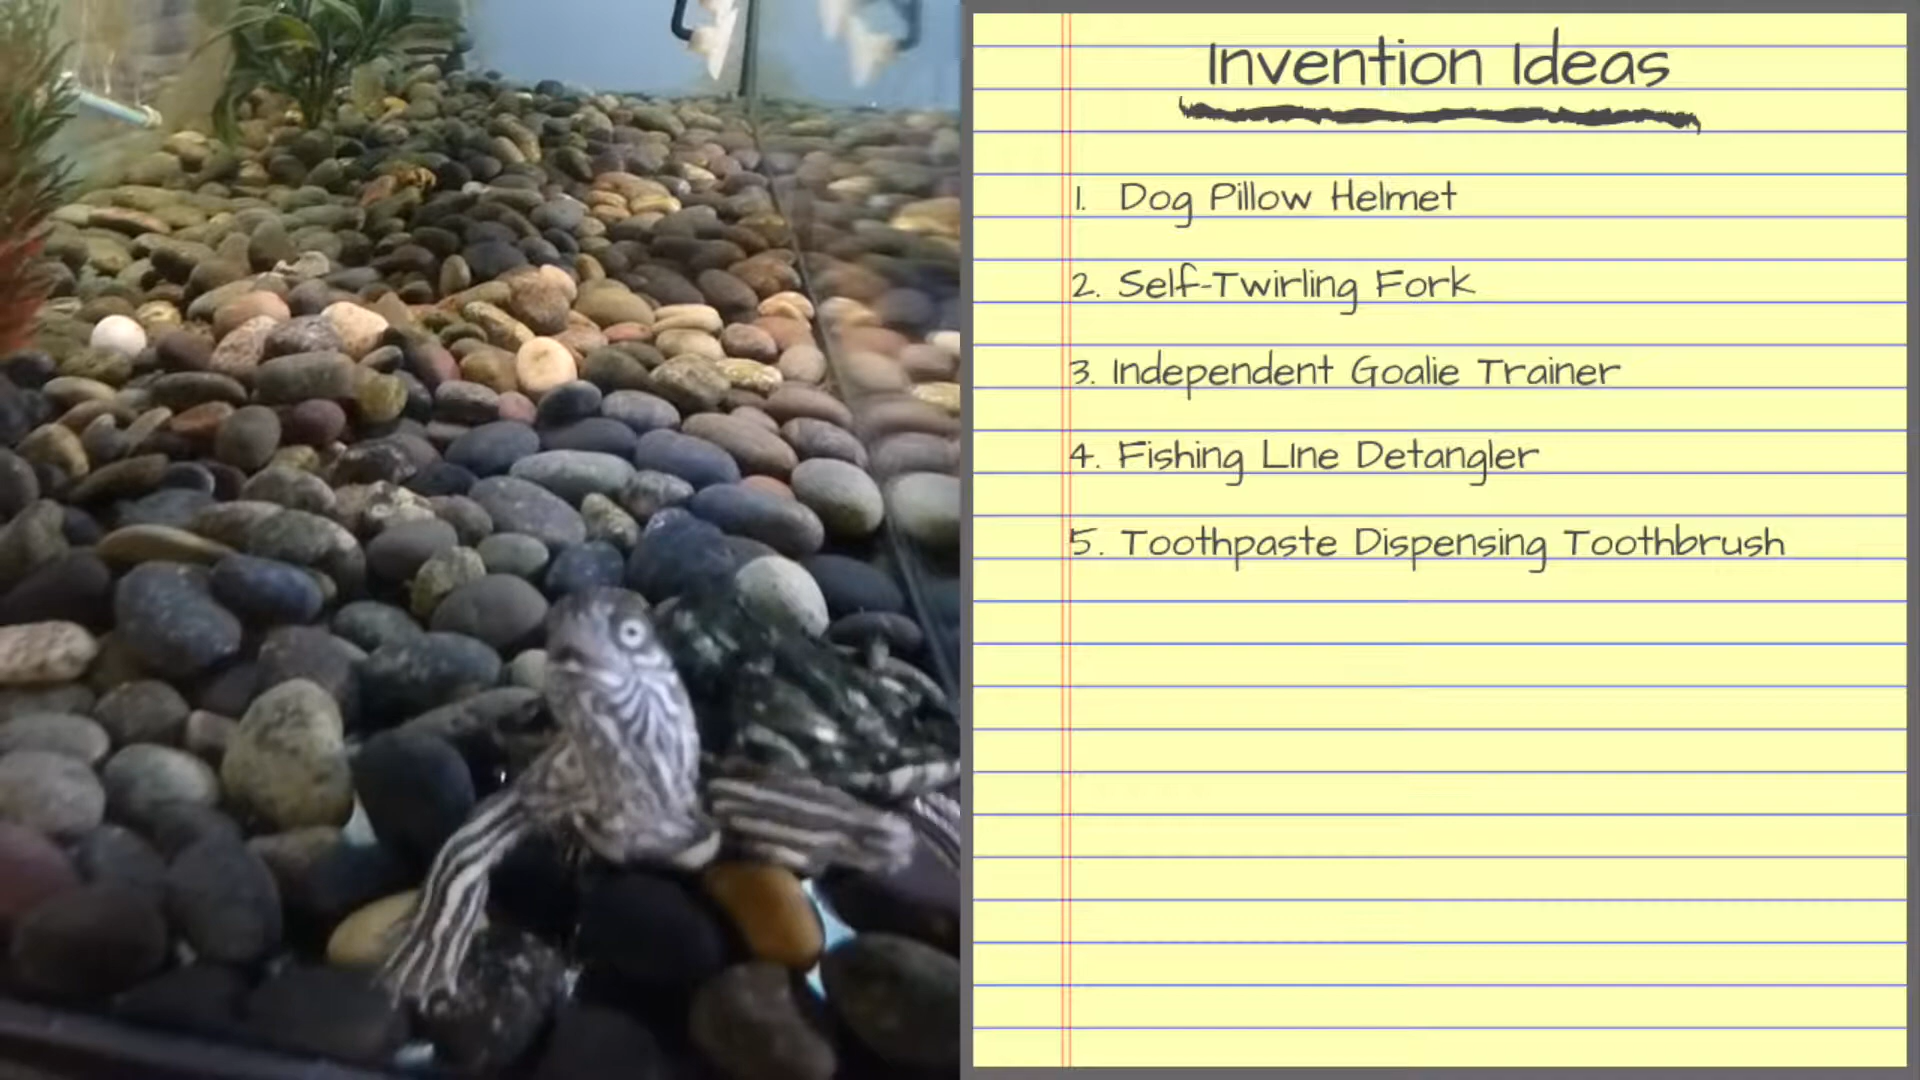 Invention Ideas
1. Dog Pillow Helmet
2. Self-Twirling Fork
3. Independent Goalie Trainer
4. Fishing LIne Detangler
5. Toothpaste Dispensing Toothbrush